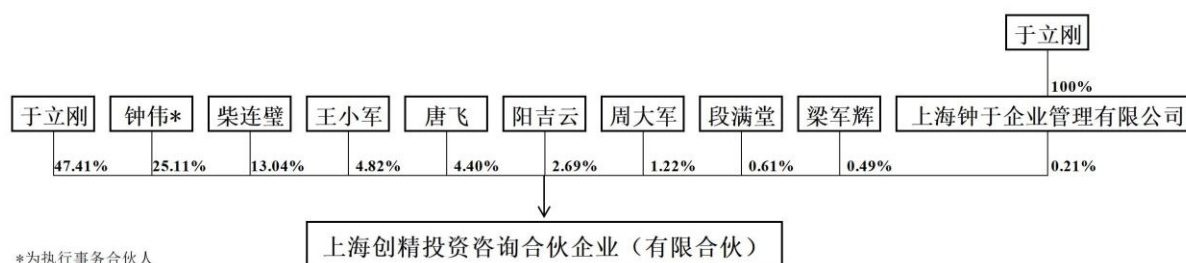 于立刚
100%
于立刚 钟伟* 柴连璧 王小军 唐飞 阳吉云 周大军 段满堂 梁军辉 上海钟于企业管理有限公司
47.41% 25.11% 13.04% 4.82% 4.40% 2.69% 1.22% 0.61% 0.49% 0.21%
上海创精投资咨询合伙企业（有限合伙）
*为执行事务合伙人